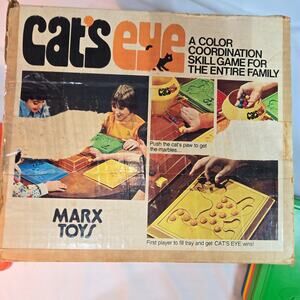 cat's eye
A COLOR
COORDINATION
SKILL GAME FOR
THE ENTIRE FAMILY
Push the cat's paw to get
the marbles...
MARX
TOYS
First player to fill tray and get CAT'S EYE wins!